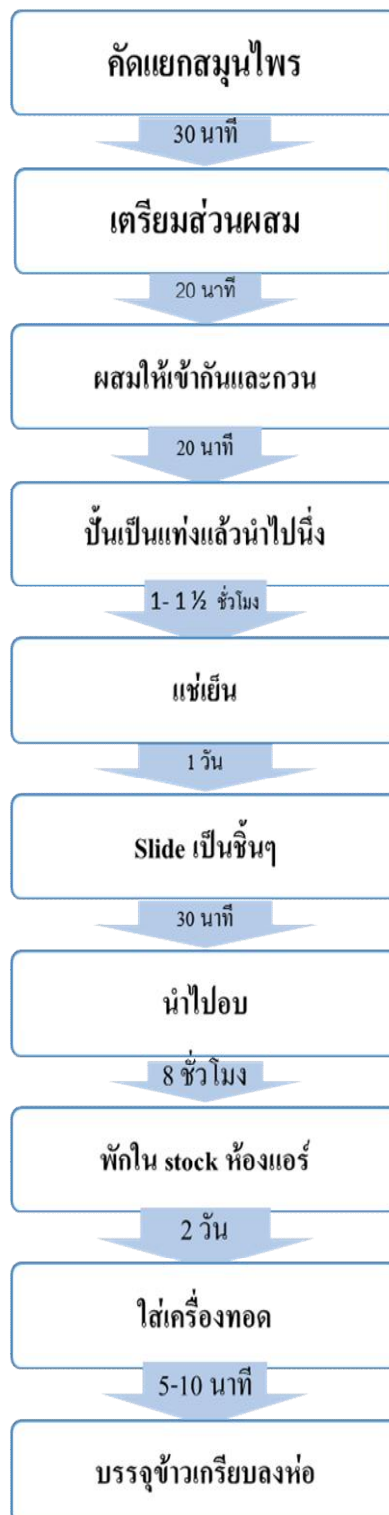 คัดแยกสมุนไพร
30 นาที
เตรียมส่วนผสม
20 นาที
ผสมให้เข้ากันและกวน
20 นาที
ปั้นเป็นแท่งแล้วนำไปนึ่ง
1- 1 ½ ชั่วโมง
แช่เย็น
1 วัน
Slide เป็นชิ้นๆ
30 นาที
นำไปอบ
8 ชั่วโมง
พักใน stock ห้องแอร์
2 วัน
ใส่เครื่องทอด
5-10 นาที
บรรจุข้าวเกรียบลงห่อ